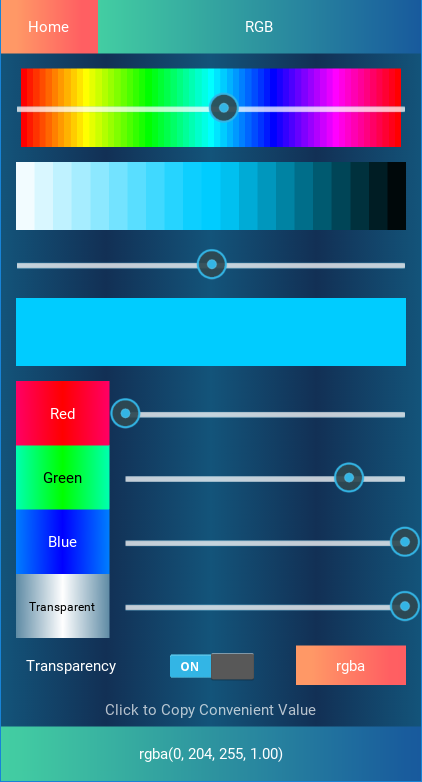 Home
RGB
Red
Green
Blue
Transparent
Transparency
ON
rgba
Click to Copy Convenient Value
rgba(0, 204, 255, 1.00)